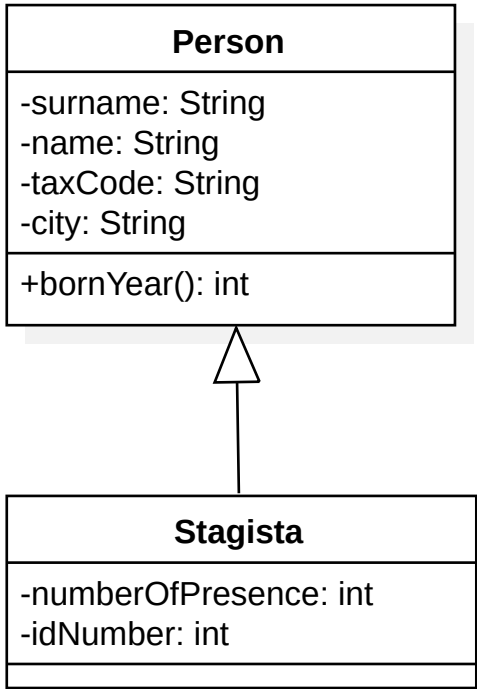 Person
-surname: String
-name: String
-taxCode: String
-city: String
+bornYear(): int
Stagista
-numberOfPresence: int
-idNumber: int